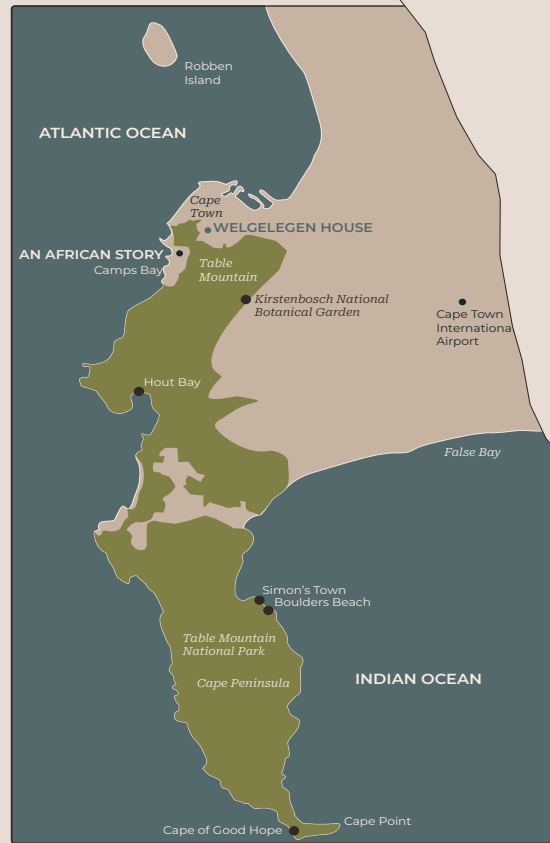 Robben
Island
ATLANTIC OCEAN
Cape
Town
WELGELEGEN HOUSE
AN AFRICAN STORY
Camps Bay
Table
Mountain
Kirstenbosch National
Botanical Garden
Cape Town
Internationa
Airport
Hout Bay
False Bay
Simon's Town
Boulders Beach
Table Mountain
National Park
Cape Peninsula
INDIAN OCEAN
Cape Point
Cape of Good Hope